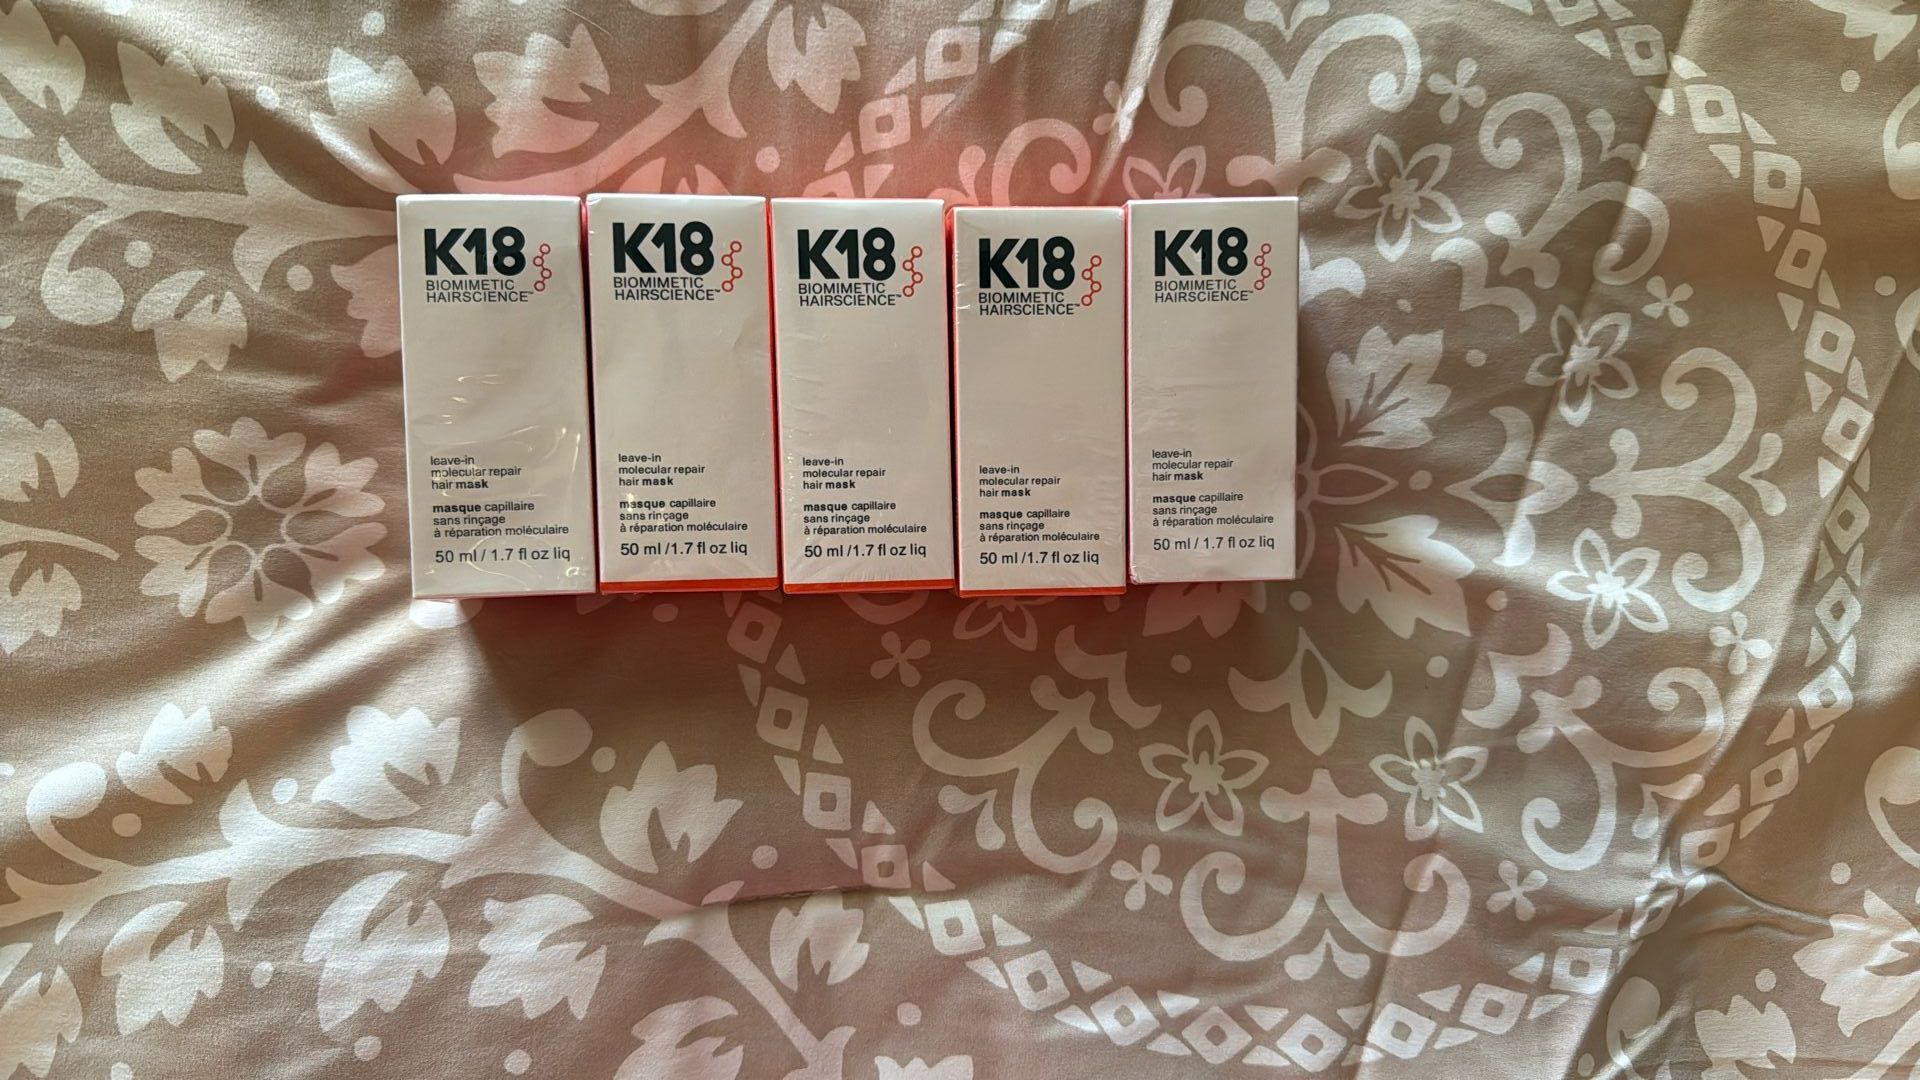 K18
BIOMIMETIC
HAIRSCIENCE™
leave-in
molecular repair
hair mask
masque capillaire
sans rinçage
à réparation moléculaire
50 ml / 1.7 fl oz liq
K18
BIOMIMETIC
HAIRSCIENCE™
leave-in
molecular repair
hair mask
masque capillaire
sans rinçage
à réparation moléculaire
50 ml / 1.7 fl oz liq
K18
BIOMIMETIC
HAIRSCIENCE™
leave-in
molecular repair
hair mask
masque capillaire
sans rinçage
à réparation moléculaire
50 ml / 1.7 fl oz liq
K18
BIOMIMETIC
HAIRSCIENCE™
leave-in
molecular repair
hair mask
masque capillaire
sans rinçage
à réparation moléculaire
50 ml / 1.7 fl oz liq
K18
BIOMIMETIC
HAIRSCIENCE™
leave-in
molecular repair
hair mask
masque capillaire
sans rinçage
à réparation moléculaire
50 ml / 1.7 fl oz liq